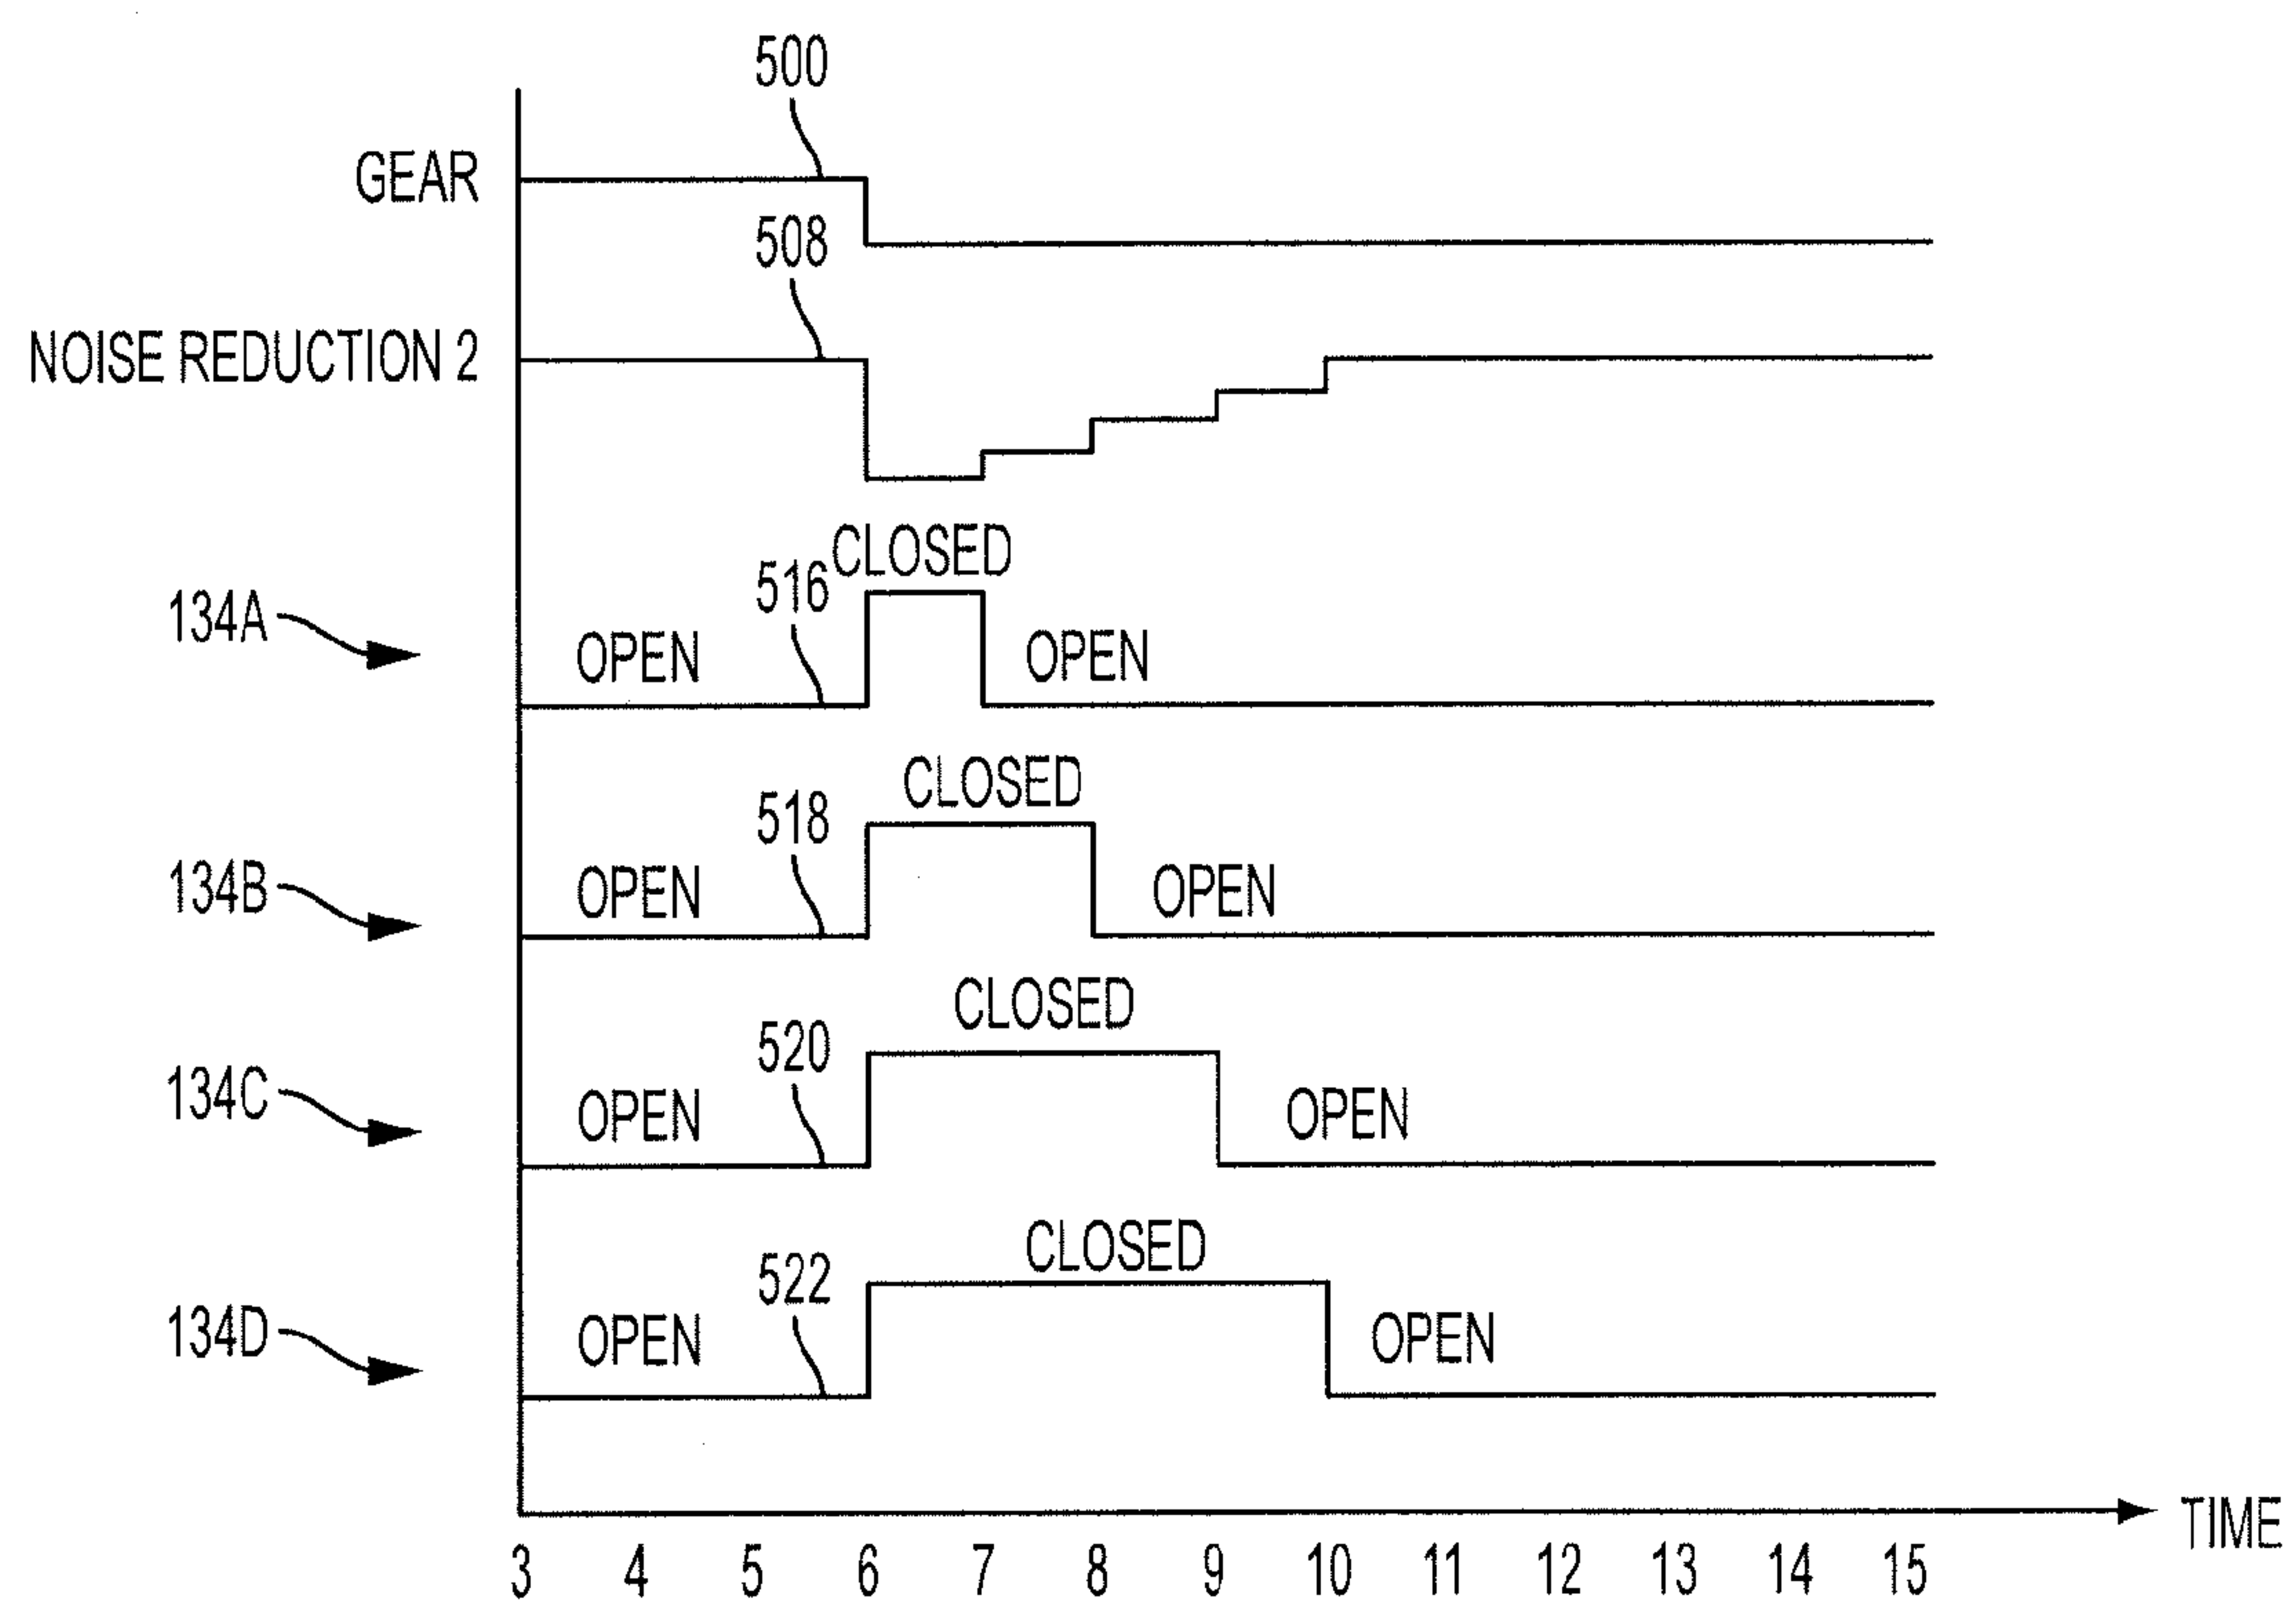 500
GEAR
508
NOISE REDUCTION 2
CLOSED
516
134A
OPEN
OPEN
CLOSED
518
134B
OPEN
OPEN
CLOSED
520
134C
OPEN
OPEN
CLOSED
522
134D
OPEN
OPEN
TIME
3 4 5 6 7 8 9 10 11 12 13 14 15